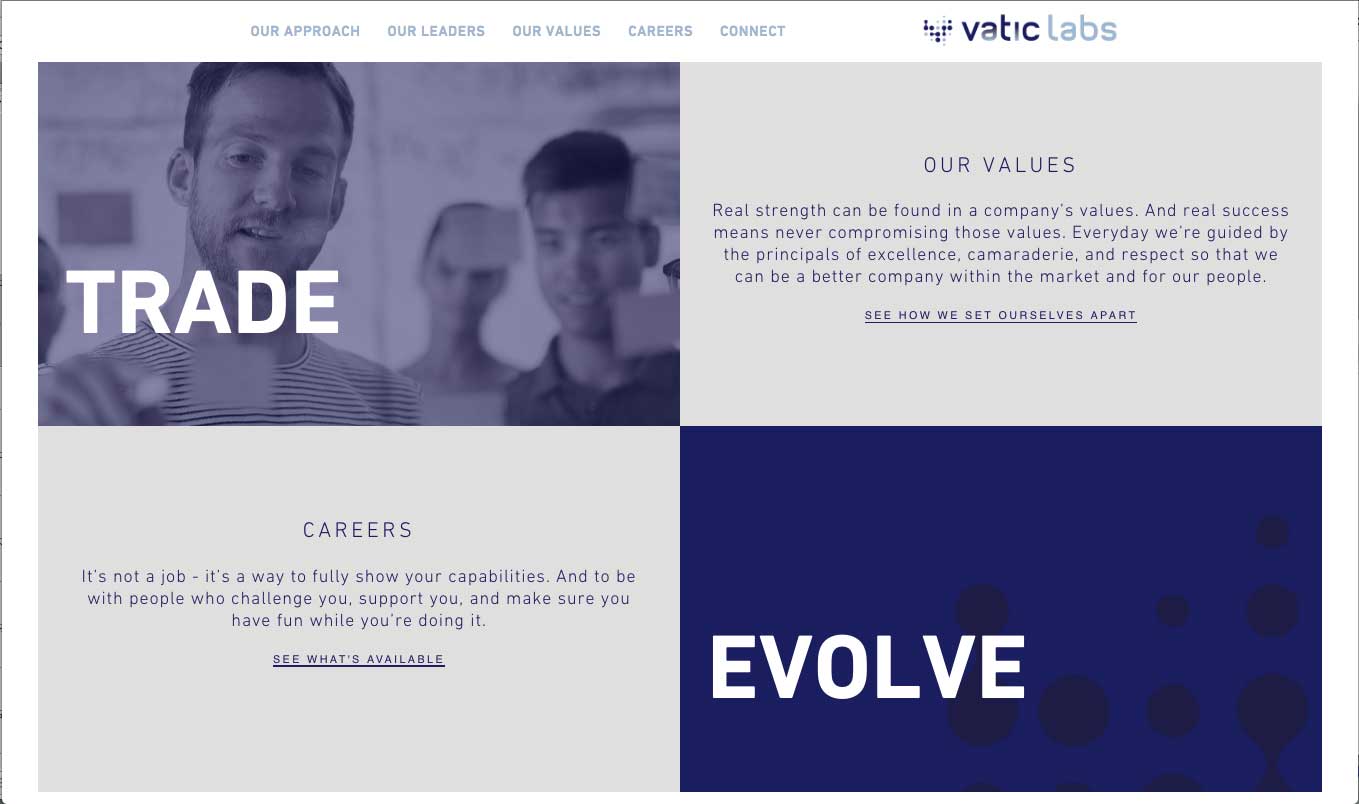 OUR APPROACH OUR LEADERS OUR VALUES CAREERS CONNECT
vatic labs
TRADE
OUR VALUES
Real strength can be found in a company's values. And real success
means never compromising those values. Everyday we're guided by
the principals of excellence, camaraderie, and respect so that we
can be a better company within the market and for our people.
SEE HOW WE SET OURSELVES APART
CAREERS
It's not a job - it's a way to fully show your capabilities. And to be
with people who challenge you, support you, and make sure you
have fun while you're doing it.
SEE WHAT'S AVAILABLE
EVOLVE